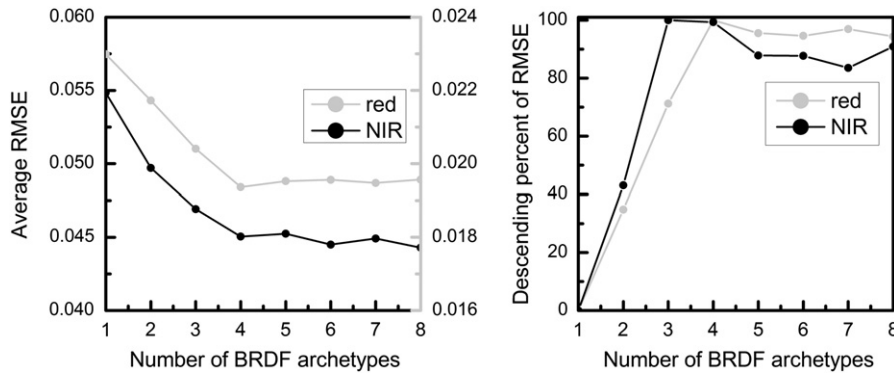 0.060
0.055
0.050
0.045
0.040
Average RMSE
0.024
0.022
0.020
0.018
0.016
red
NIR
1 2 3 4 5 6 7 8
Number of BRDF archetypes
100
80
60
40
20
0
Descending percent of RMSE
red
NIR
1 2 3 4 5 6 7 8
Number of BRDF archetypes